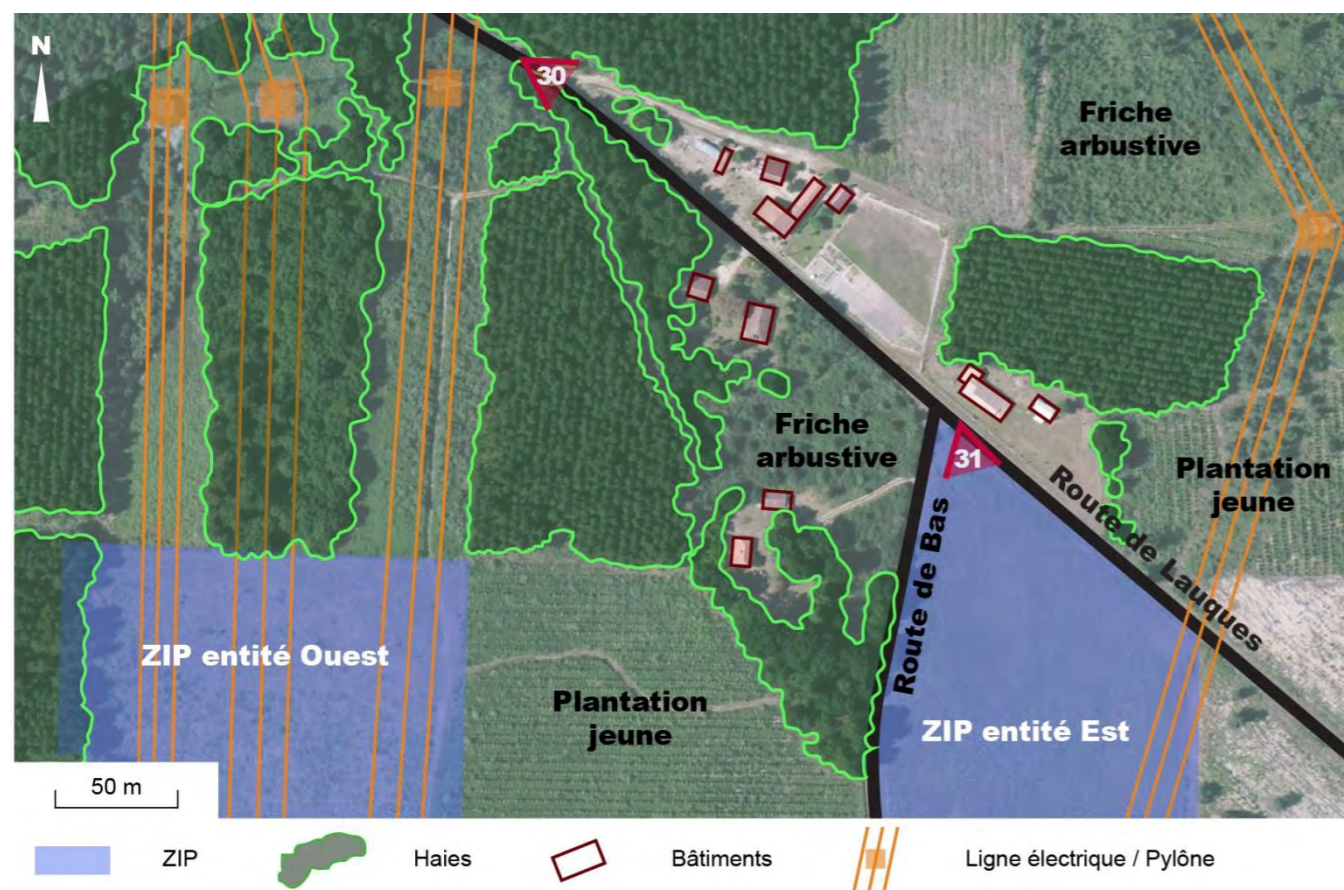 N
30
Friche
arbustive
Friche
arbustive
31
Plantation
jeune
Route de Bas
Route de Lauques
ZIP entité Ouest
Plantation
jeune
ZIP entité Est
50 m
ZIP
Haies
Bâtiments
Ligne électrique / Pylône